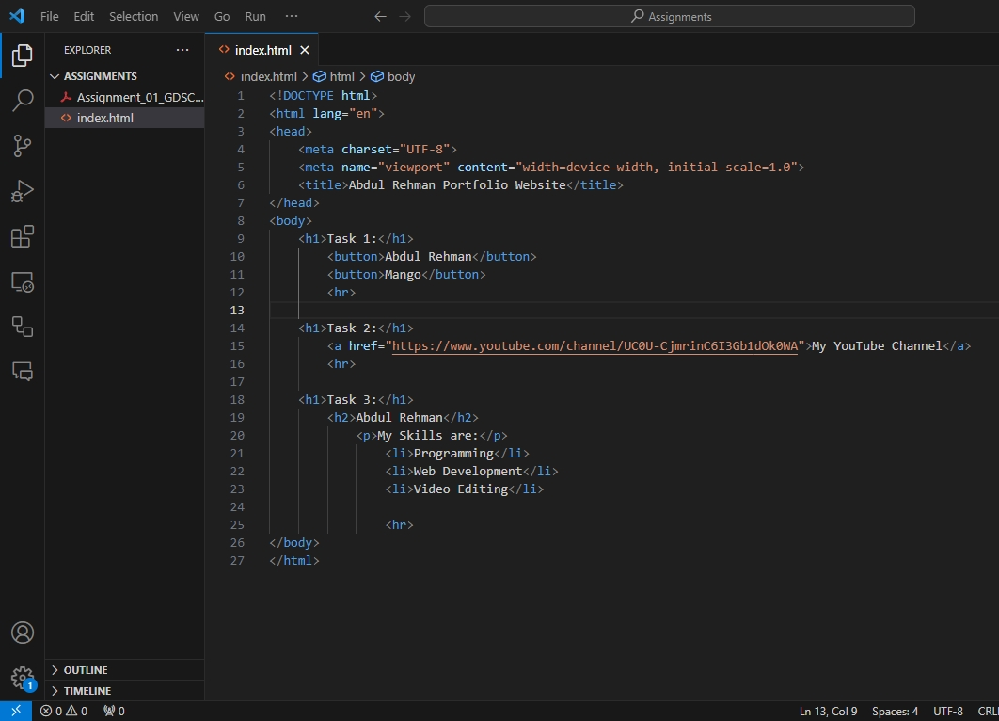 File Edit Selection View Go Run ··· Assignments
EXPLORER ···
ASSIGNMENTS
Assignment_01_GDSC...
index.html
index.html
index.html > html > body
1 <!DOCTYPE html>
2 <html lang="en">
3 <head>
4 <meta charset="UTF-8">
5 <meta name="viewport" content="width=device-width, initial-scale=1.0">
6 <title>Abdul Rehman Portfolio Website</title>
7 </head>
8 <body>
9 <h1>Task 1:</h1>
10 <button>Abdul Rehman</button>
11 <button>Mango</button>
12 <hr>
13
14 <h1>Task 2:</h1>
15 <a href="https://www.youtube.com/channel/UC0U-CjmrinC6I3Gb1dOk0WA">My YouTube Channel</a>
16 <hr>
17
18 <h1>Task 3:</h1>
19 <h2>Abdul Rehman</h2>
20 <p>My Skills are:</p>
21 <li>Programming</li>
22 <li>Web Development</li>
23 <li>Video Editing</li>
24
25 <hr>
26 </body>
27 </html>
OUTLINE
TIMELINE
1
0 0 0 Ln 13, Col 9 Spaces: 4 UTF-8 CRL